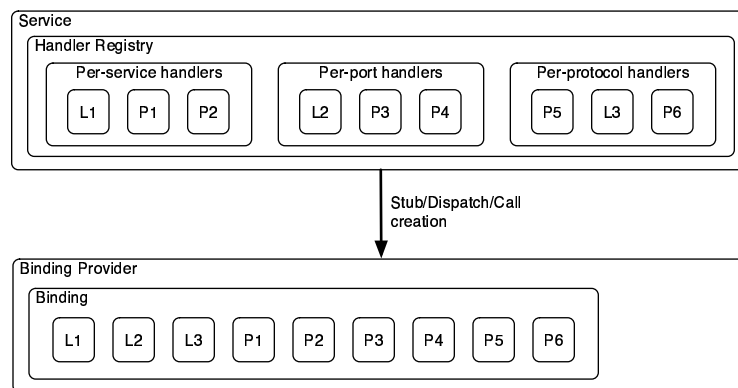 Service
Handler Registry
Per-service handlers
Per-port handlers
Per-protocol handlers
L1 P1 P2
L2 P3 P4
P5 L3 P6
Stub/Dispatch/Call
creation
Binding Provider
Binding
L1 L2 L3 P1 P2 P3 P4 P5 P6